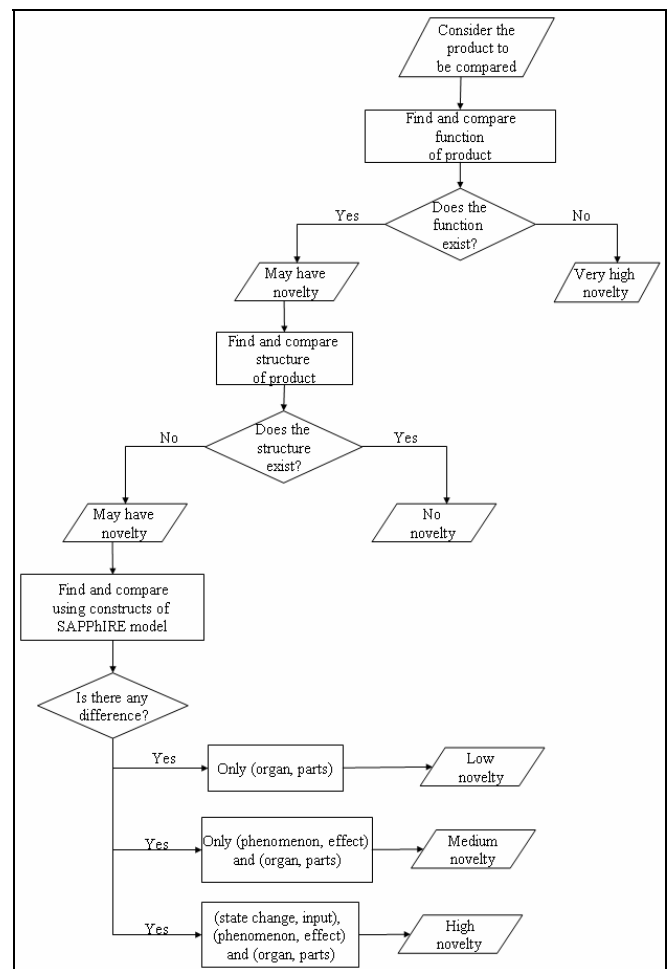 Consider the
product to
be compared
Find and compare
function
of product
Does the
function
exist?
Yes
No
May have
novelty
Very high
novelty
Find and compare
structure
of product
Does the
structure
exist?
No
Yes
May have
novelty
No
novelty
Find and compare
using constructs of
SAPPhIRE model
Is there any
difference?
Yes
Only (organ, parts)
Low
novelty
Yes
Only (phenomenon, effect)
and (organ, parts)
Medium
novelty
Yes
(state change, input),
(phenomenon, effect)
and (organ, parts)
High
novelty